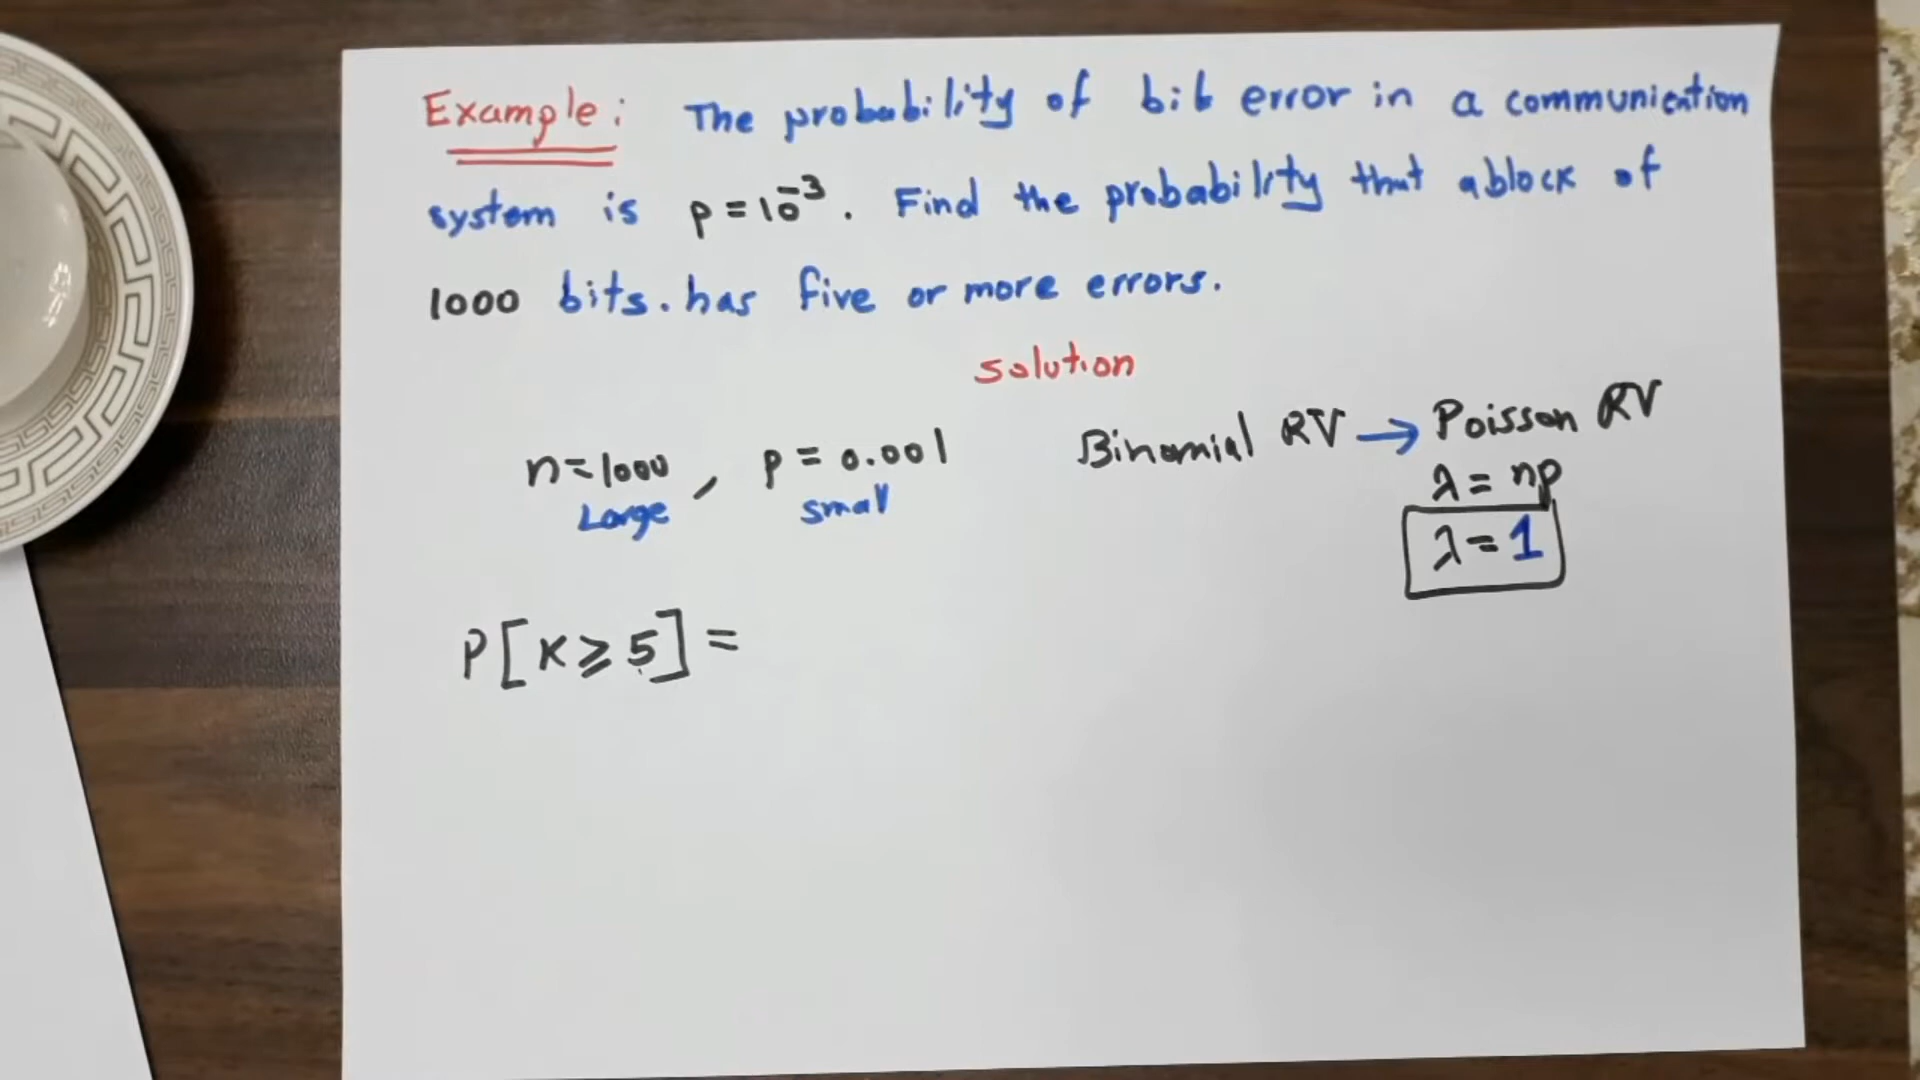 Example: The probability of bit error in a communication
system is p = 10⁻³. Find the probability that a block of
1000 bits. has five or more errors.
solution
n=1000 , p = 0.001 Binomial RV → Poisson RV
Large small λ = np
λ = 1
P[K ⩾ 5] =